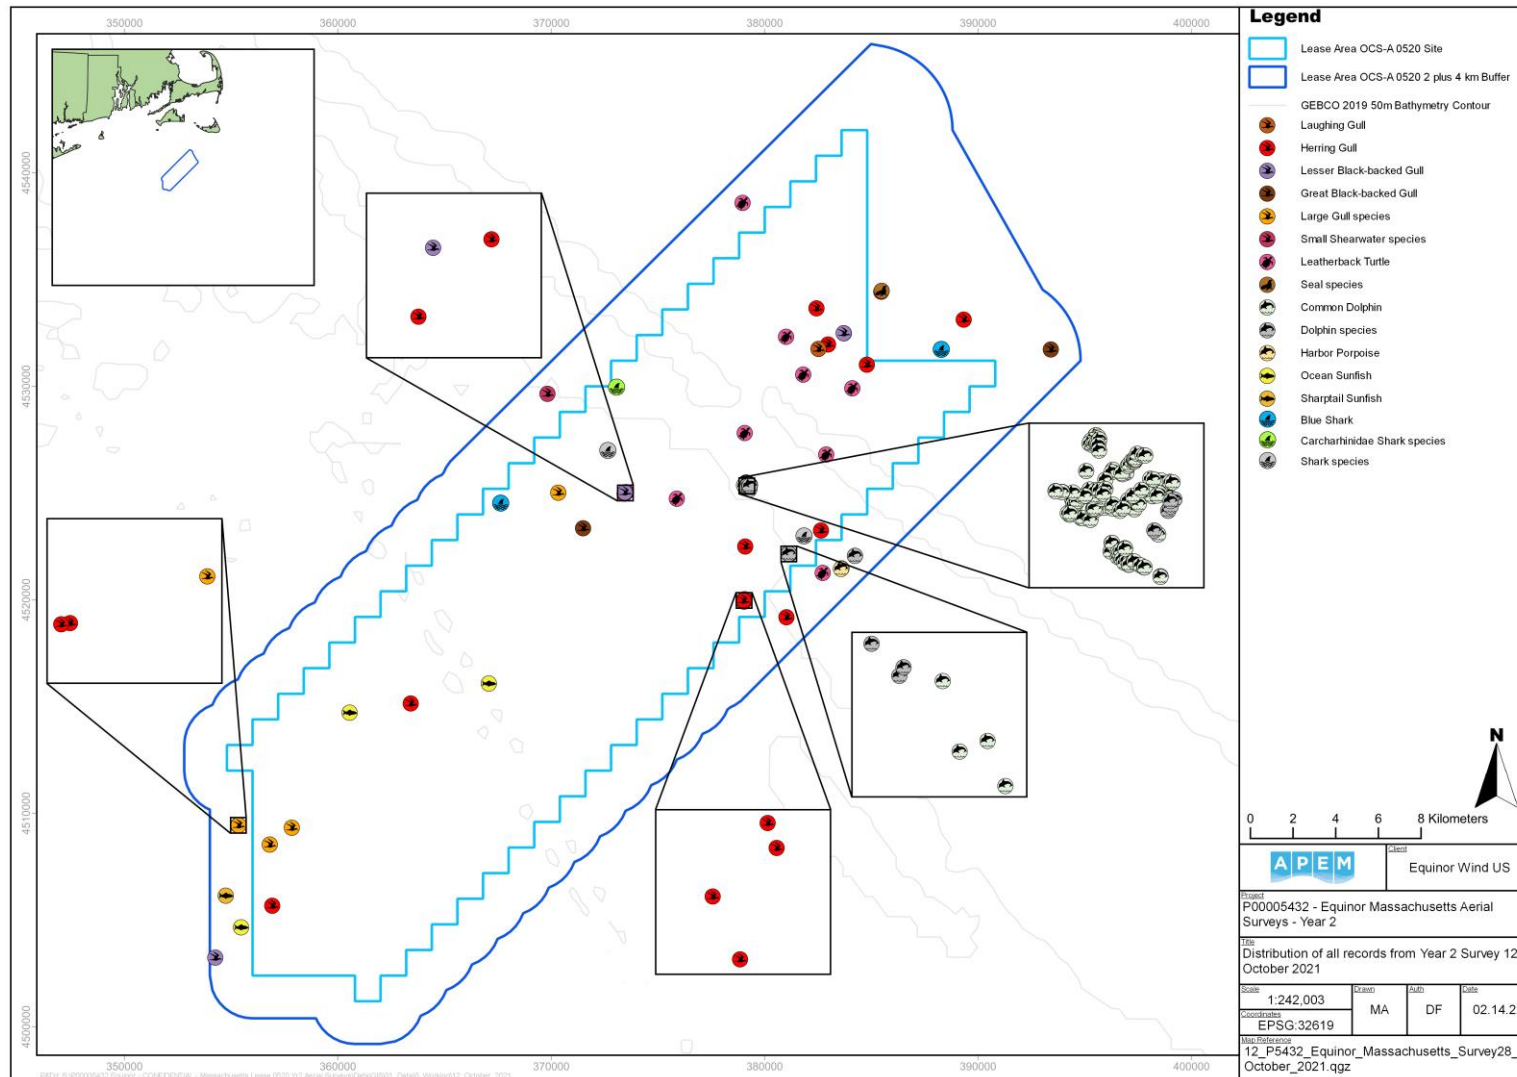 350000 360000 370000 380000 390000 400000
4540000
4530000
4520000
4510000
4500000
350000 360000 370000 380000 390000 400000
Legend
Lease Area OCS-A 0520 Site
Lease Area OCS-A 0520 2 plus 4 km Buffer
GEBCO 2019 50m Bathymetry Contour
Laughing Gull
Herring Gull
Lesser Black-backed Gull
Great Black-backed Gull
Large Gull species
Small Shearwater species
Leatherback Turtle
Seal species
Common Dolphin
Dolphin species
Harbor Porpoise
Ocean Sunfish
Sharptail Sunfish
Blue Shark
Carcharhinidae Shark species
Shark species
N
0 2 4 6 8 Kilometers
APEM
Client
Equinor Wind US
Project
P00005432 - Equinor Massachusetts Aerial
Surveys - Year 2
Title
Distribution of all records from Year 2 Survey 12
October 2021
Scale
1:242,003
Drawn
MA
Auth
DF
Date
02.14.2
Coordinates
EPSG:32619
Map Reference
12_P5432_Equinor_Massachusetts_Survey28_
October_2021.qgz